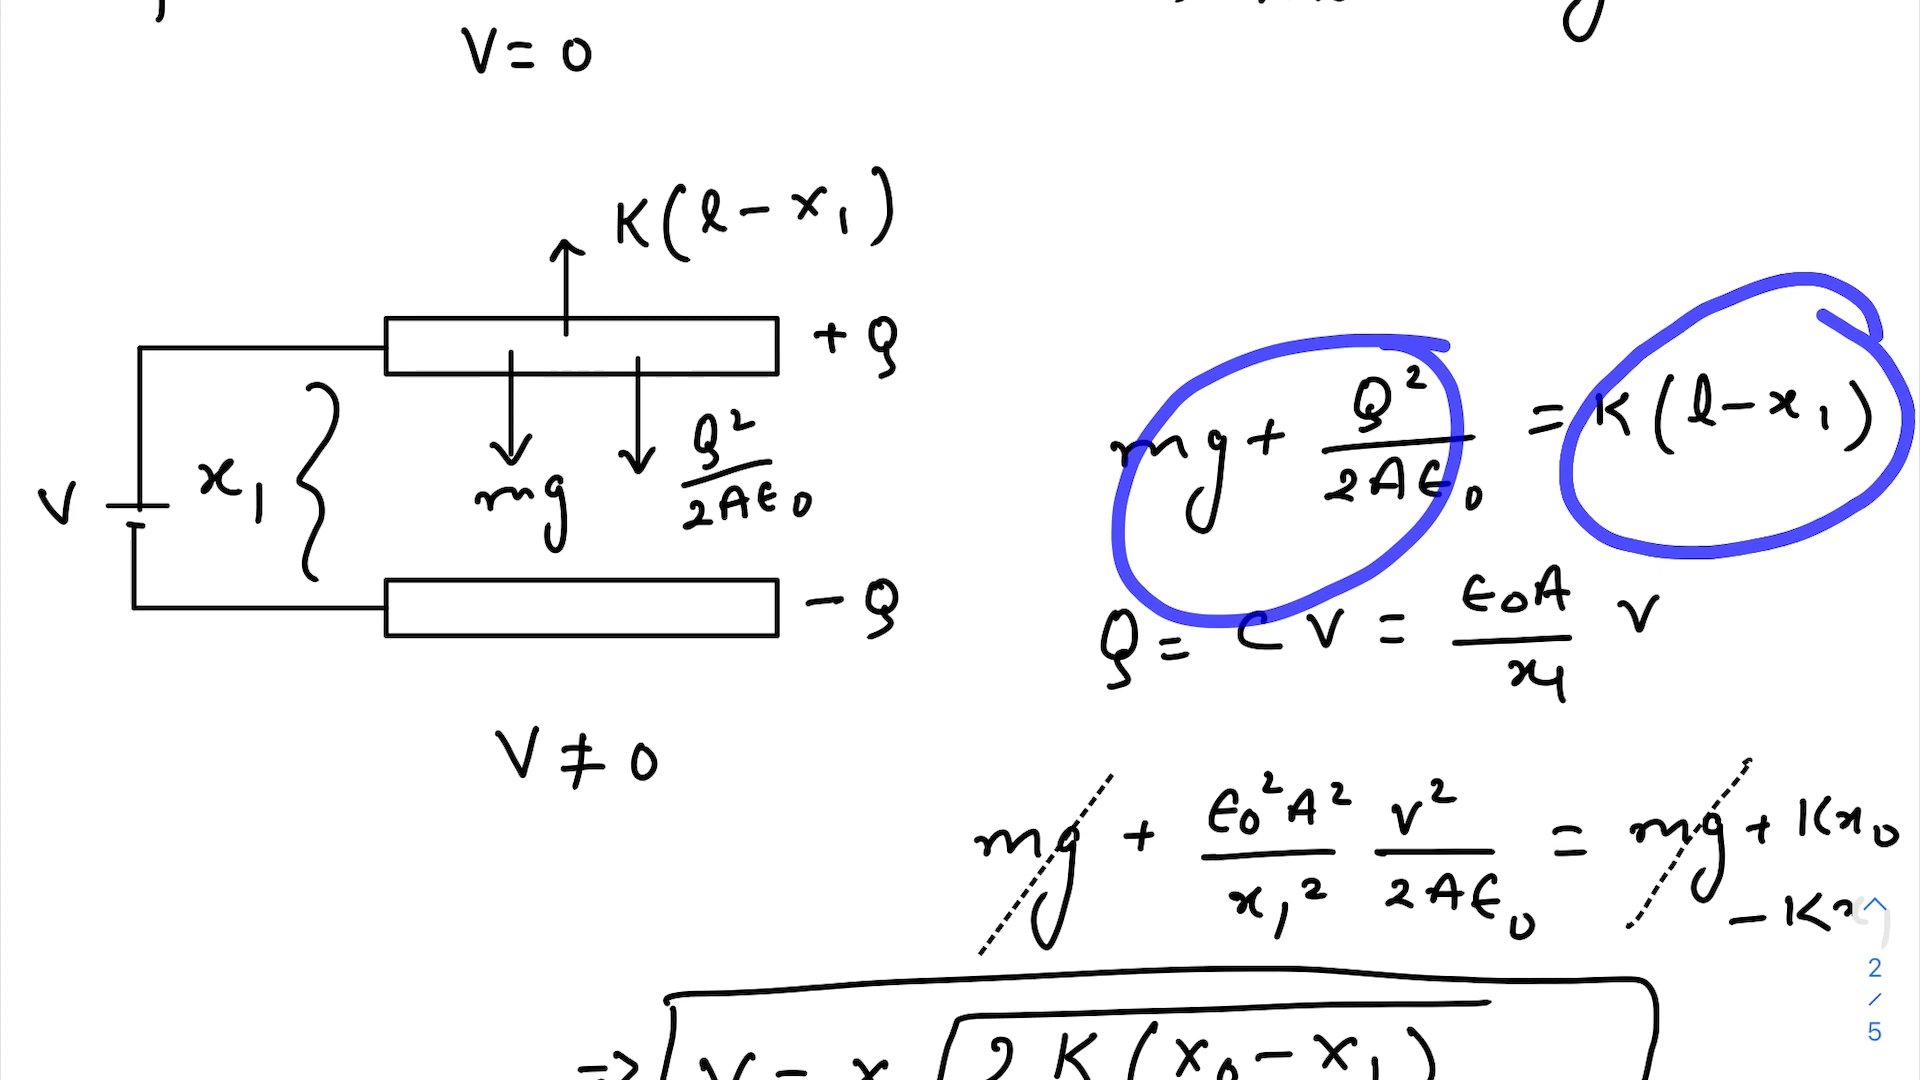 V = 0
K(l - x₁)
+ Q
V
x₁
mg
Q²/2Aϵ₀
- Q
V ≠ 0
mg + Q²/2Aϵ₀ = K(l - x₁)
Q = CV = ϵ₀A/x₁ V
mg + ϵ₀²A²/x₁² V²/2Aϵ₀ = mg + Kx₀
- Kx
=> V = x √2K(x₀ - x₁)
2
/
5